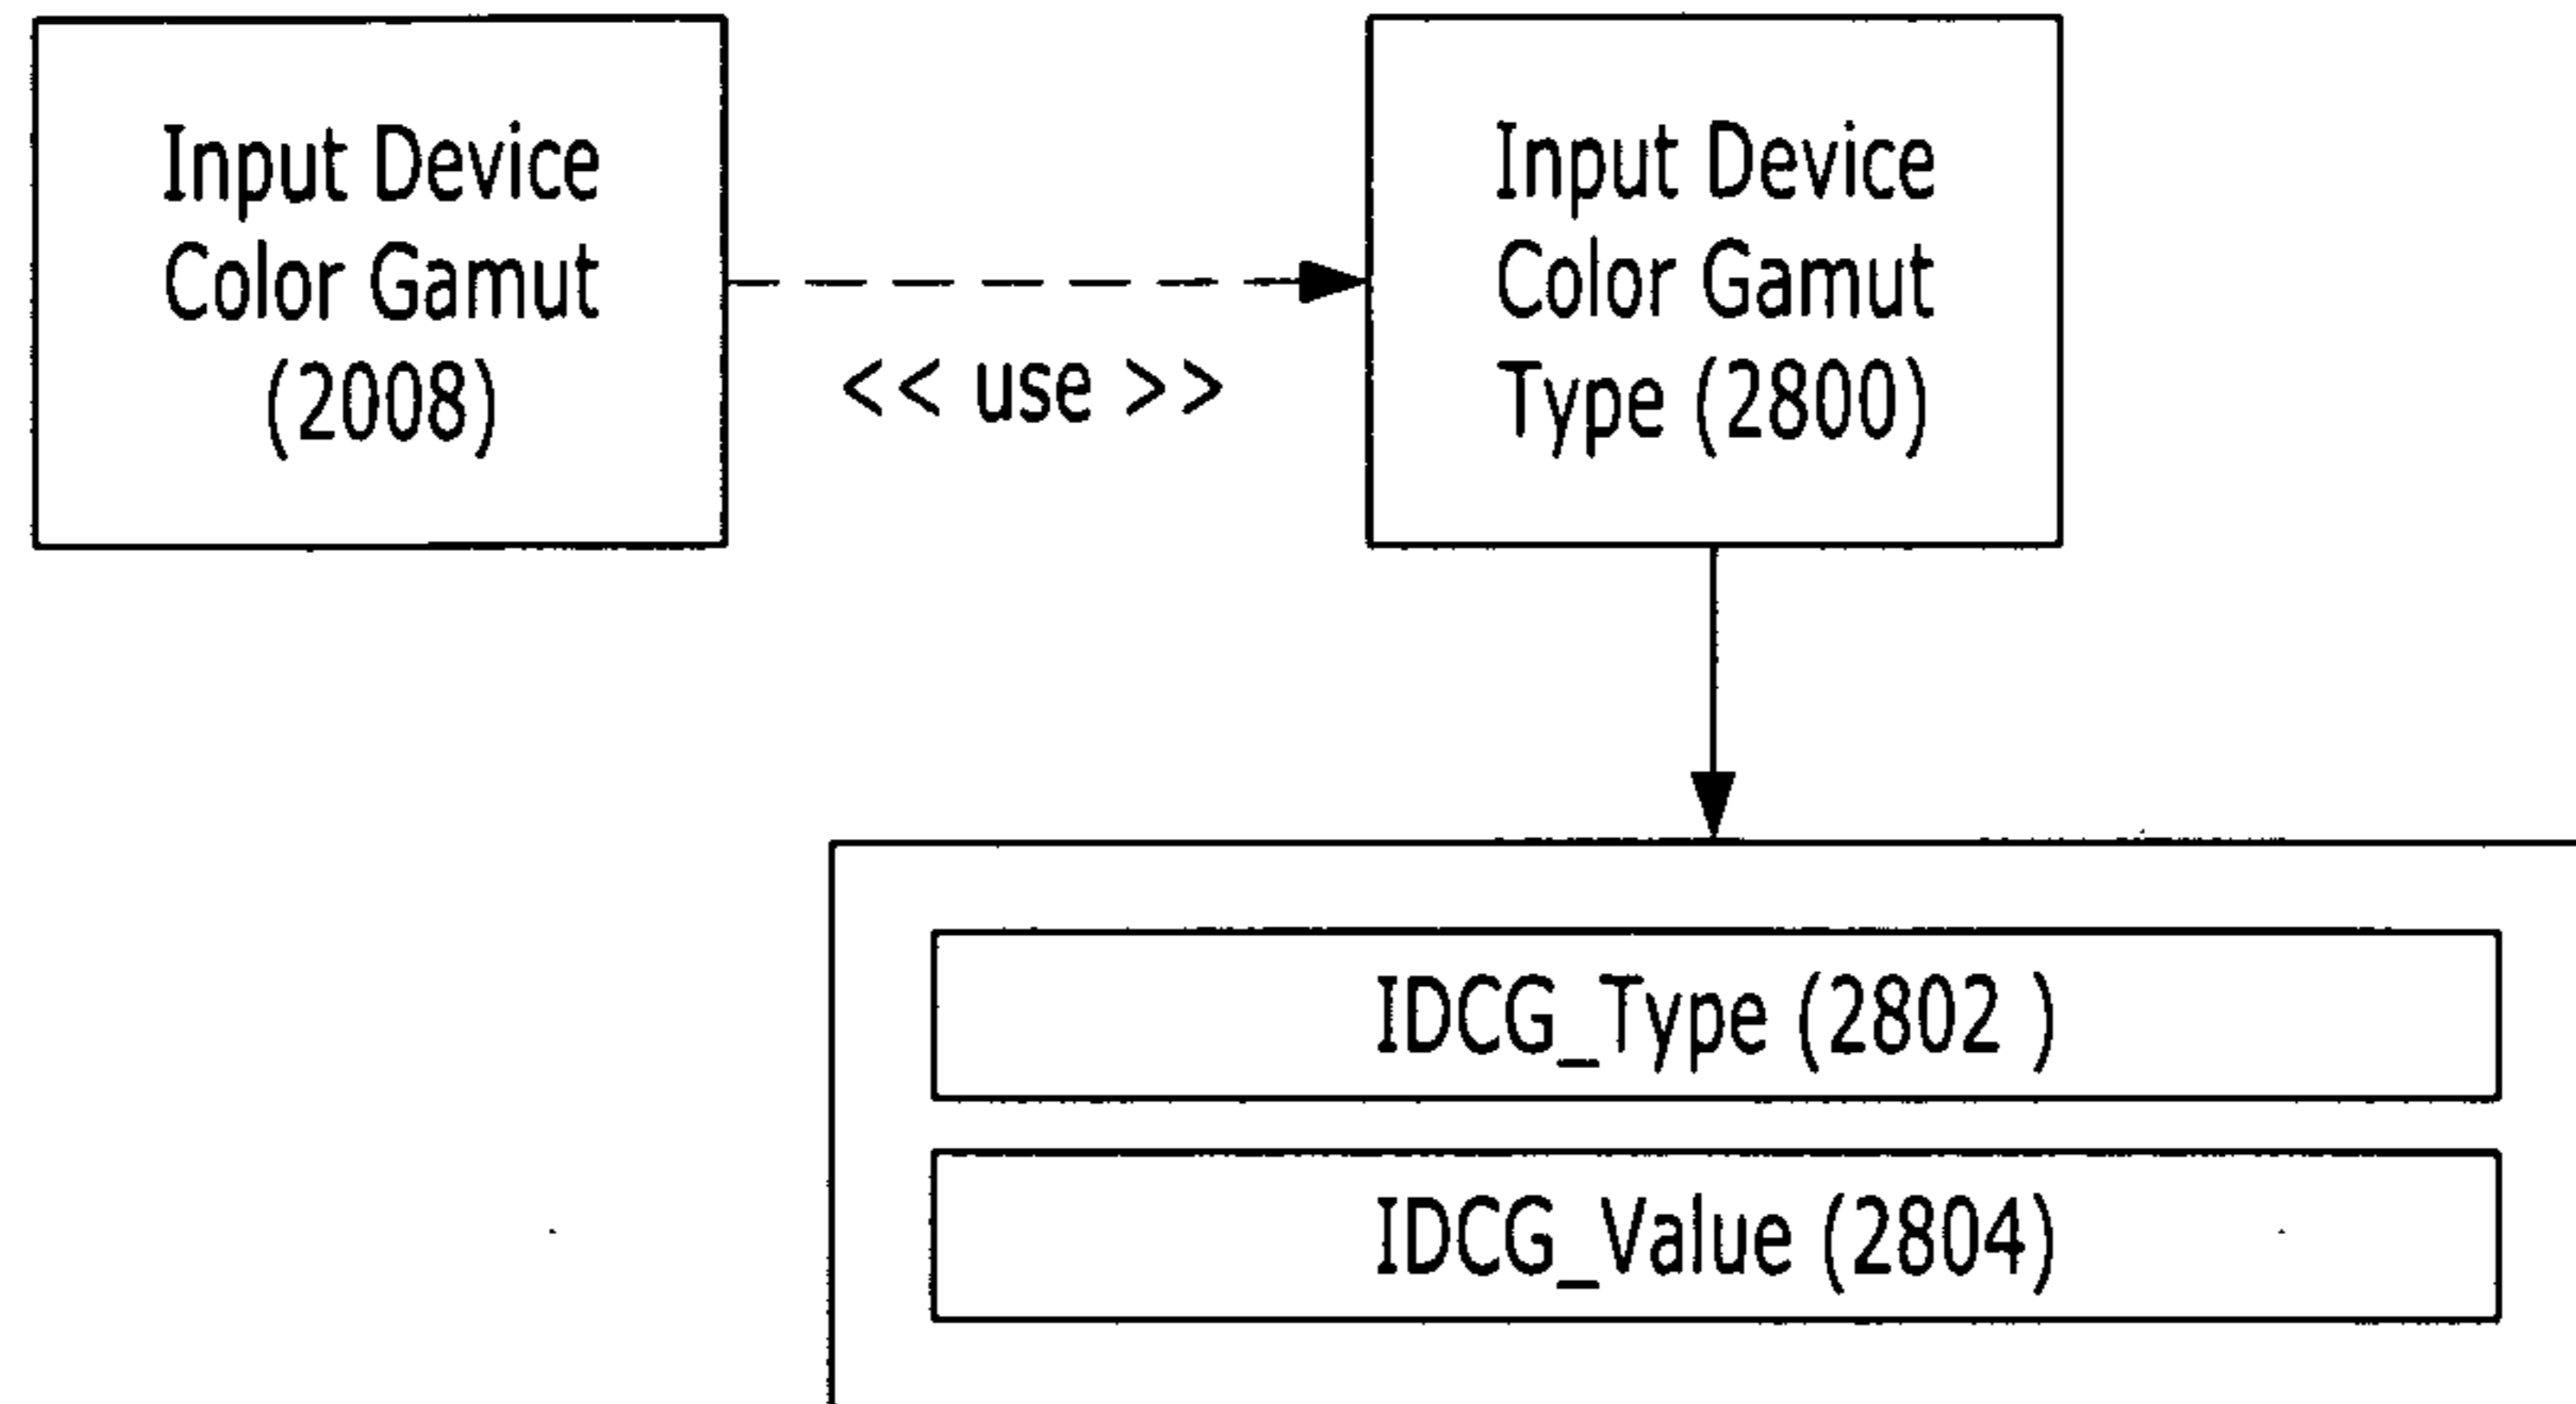 Input Device
Color Gamut
(2008)
<< use >>
Input Device
Color Gamut
Type (2800)
IDCG_Type (2802 )
IDCG_Value (2804)